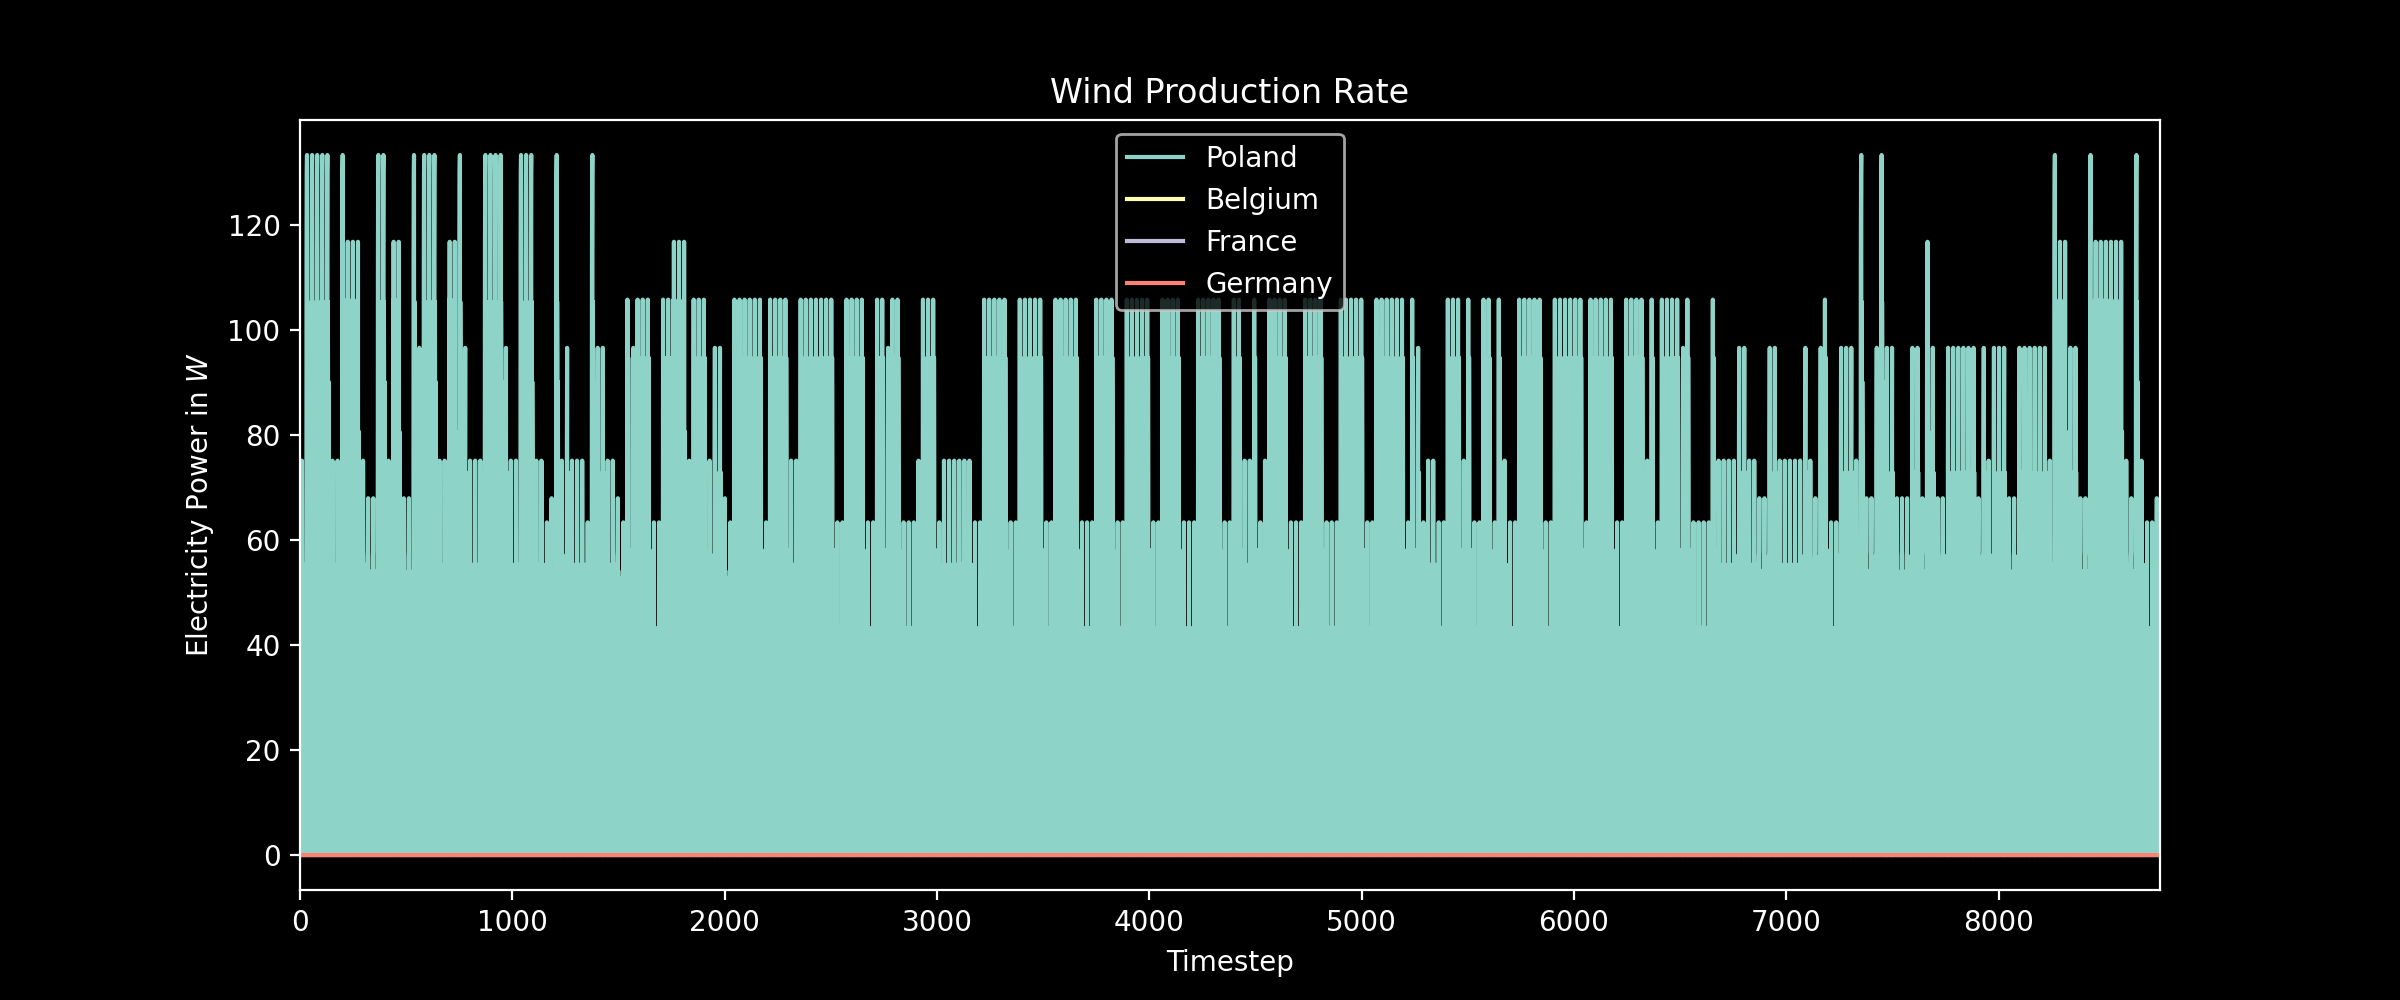 Wind Production Rate
Poland
Belgium
France
Germany
Electricity Power in W
120
100
80
60
40
20
0
0 1000 2000 3000 4000 5000 6000 7000 8000
Timestep